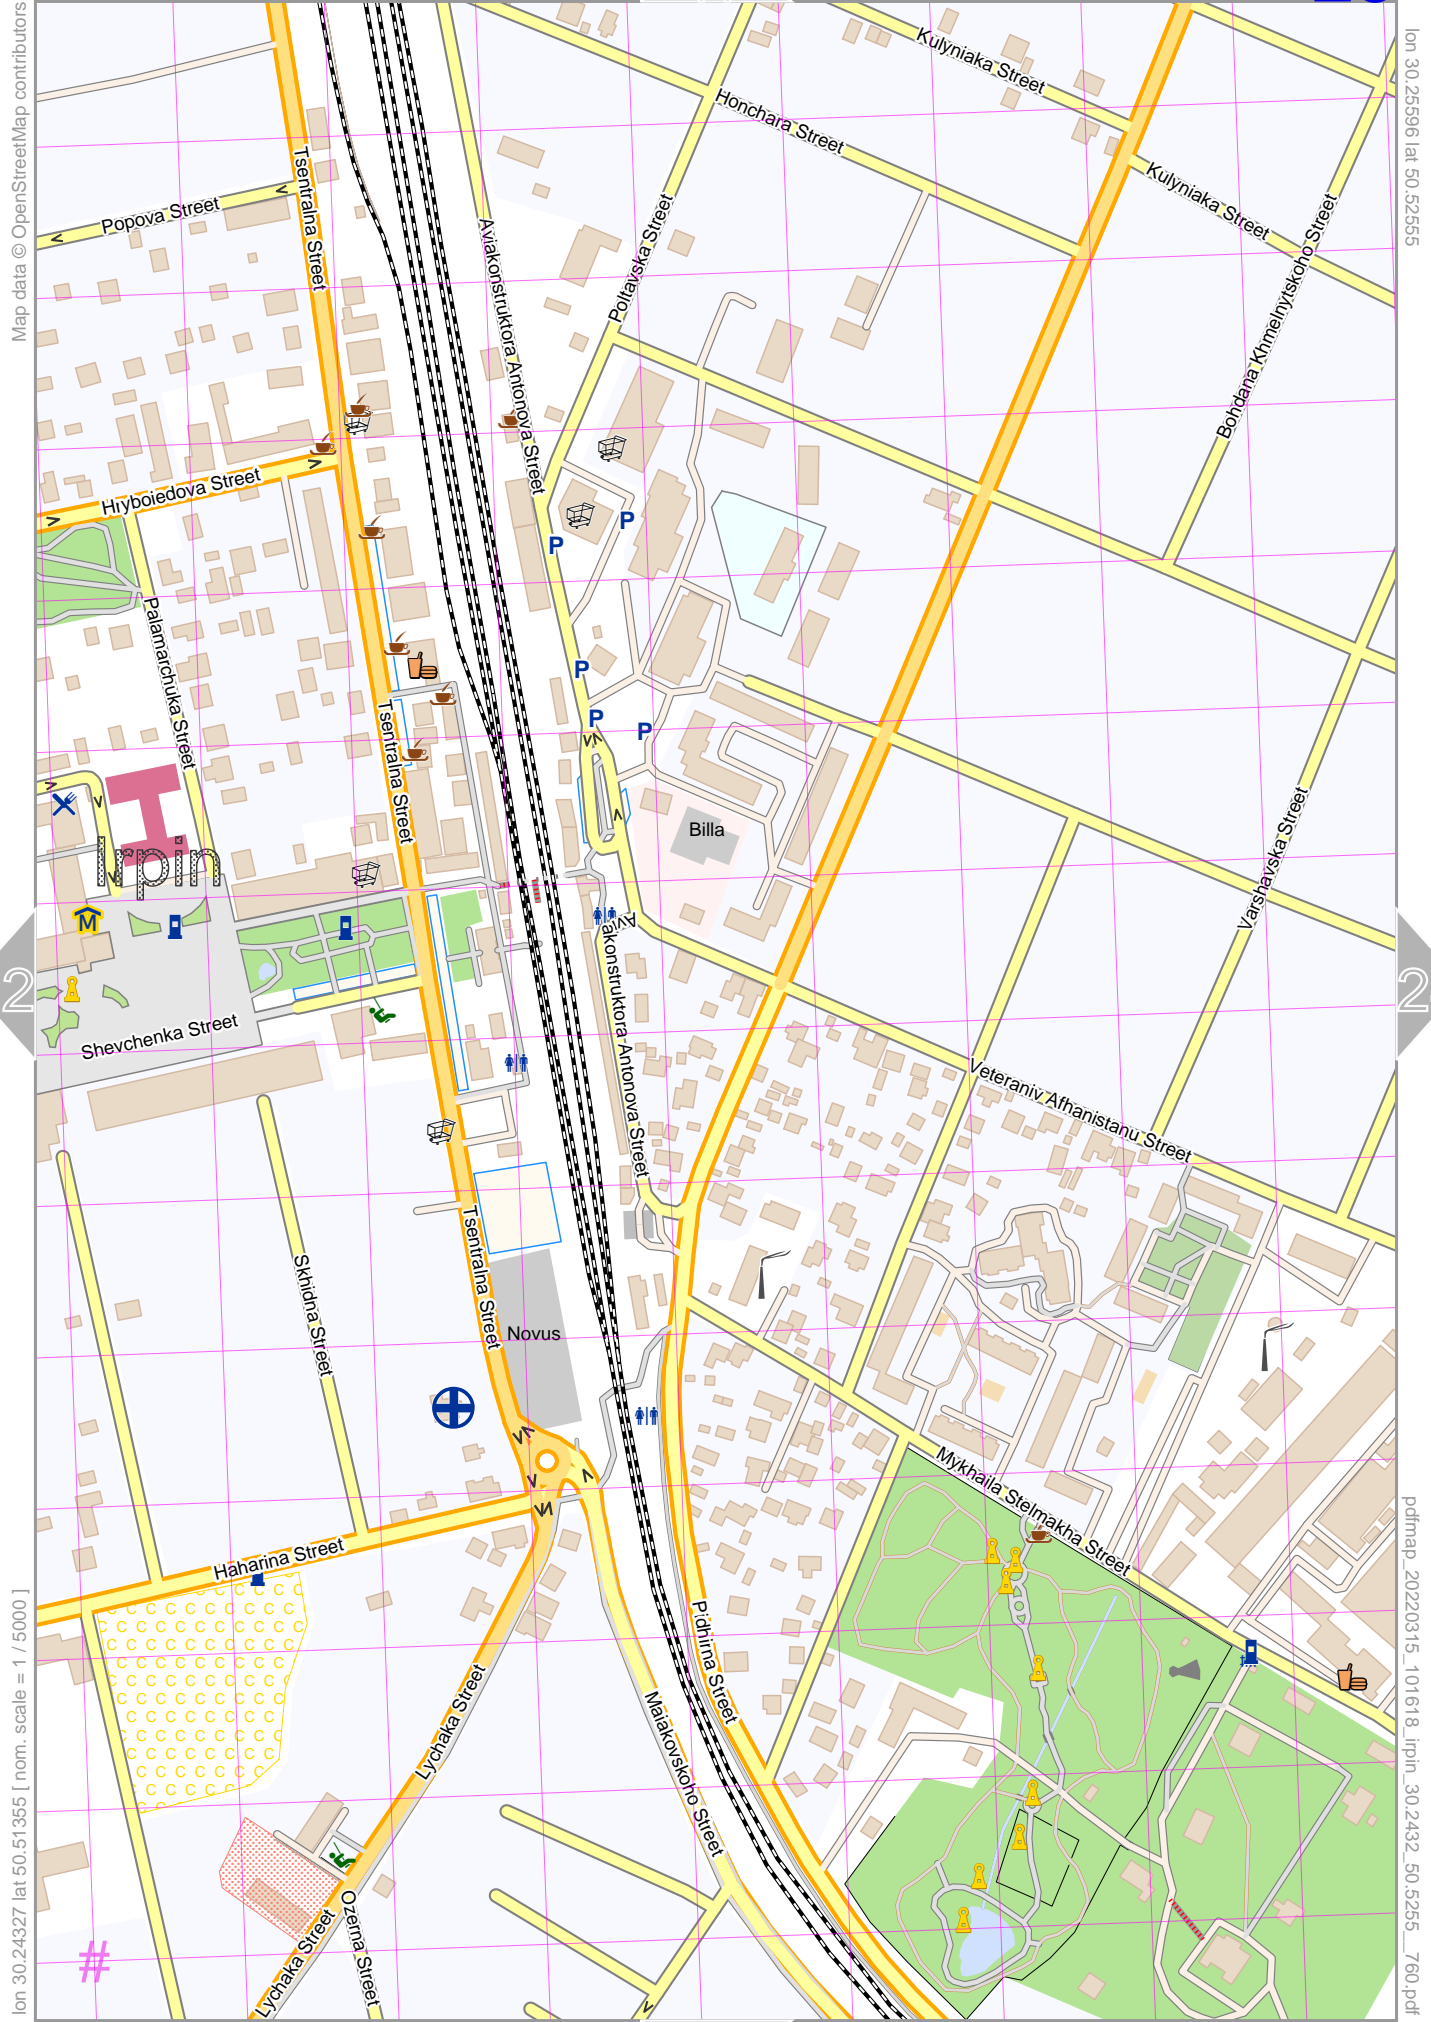 Map data © OpenStreetMap contributors
lon 30.25596 lat 50.52555
Kulyniaka Street
Honchara Street
Tsentralna Street
Kulyniaka Street
Popova Street
Poltavska Street
Aviakonstruktora Antonova Street
Bohdana Khmelnytskoho Street
Hryboiedova Street
P
P
Palamarchuka Street
P
Tsentralna Street
P
P
Varshavska Street
Billa
Irpin
M
Aviakonstruktora Antonova Street
2
2
Shevchenka Street
Veteraniv Afhanistanu Street
Tsentralna Street
Skhidna Street
Novus
Mykhaila Stelmakha Street
Haharina Street
Pidhirna Street
Lychaka Street
Maiakovskoho Street
Ozerna Street
Lychaka Street
#
lon 30.24327 lat 50.51355 [ nom. scale = 1 / 5000 ]
pdfmap_20220315_101618_irpin_30.2432_50.5255__760.pdf